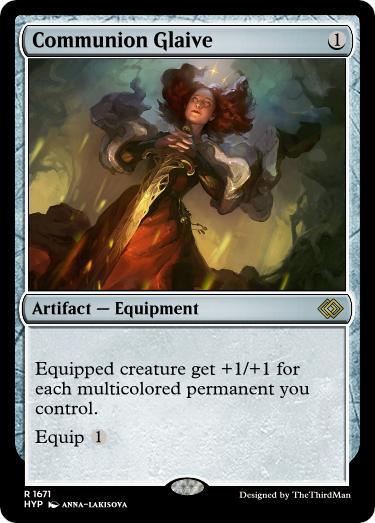 Communion Glaive 1
Artifact — Equipment
Equipped creature get +1/+1 for
each multicolored permanent you
control.
Equip 1
R 1671
HYP ANNA-LAKISOVA
Designed by TheThirdMan